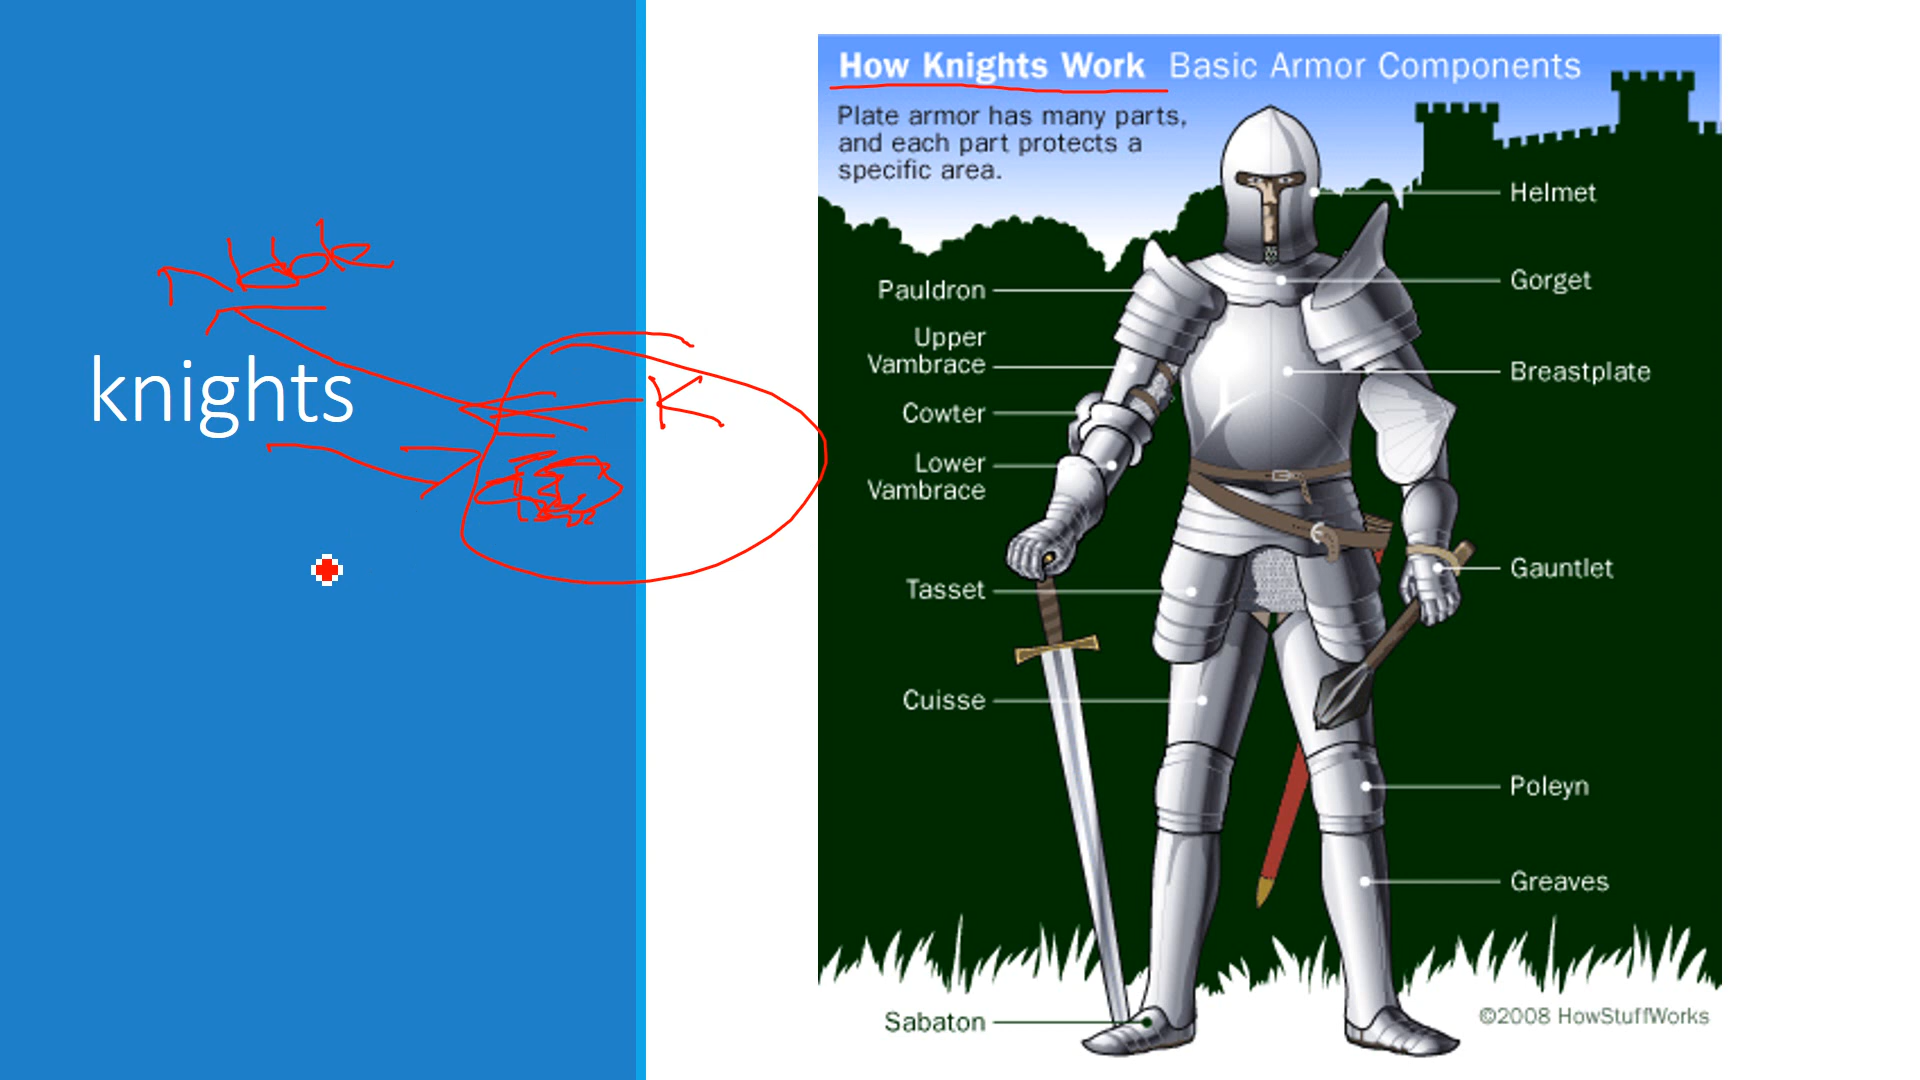 knights
K
How Knights Work Basic Armor Components
Plate armor has many parts,
and each part protects a
specific area.
Helmet
Gorget
Pauldron
Upper
Vambrace
Breastplate
Cowter
Lower
Vambrace
Gauntlet
Tasset
Cuisse
Poleyn
Greaves
Sabaton
©2008 HowStuffWorks